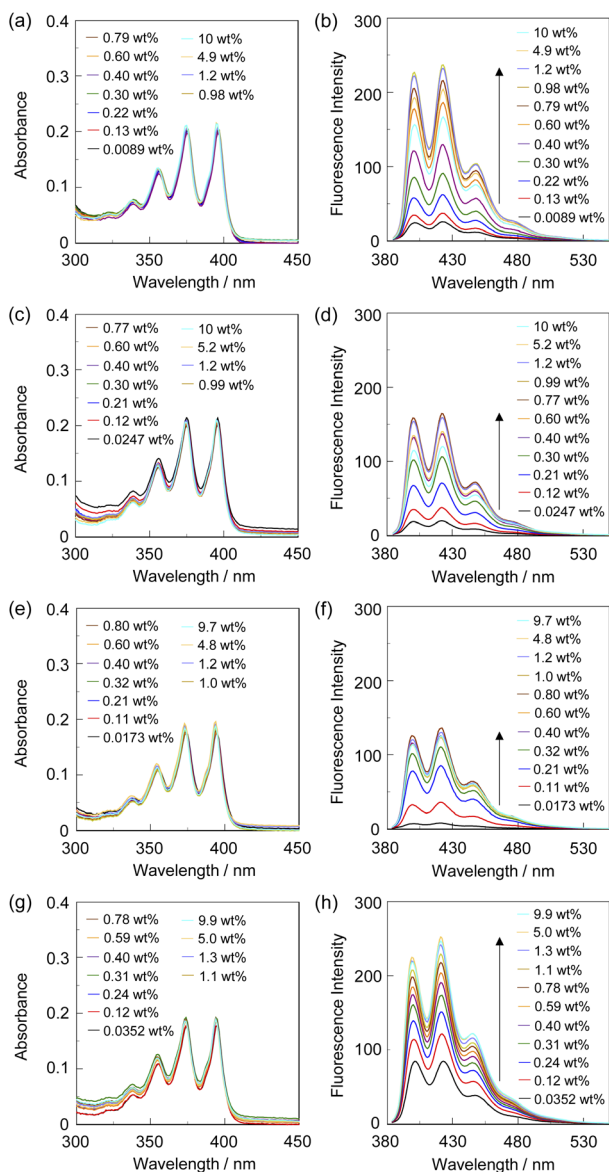 (a)
0.4
0.3
0.2
0.1
0
Absorbance
0.79 wt%
0.60 wt%
0.40 wt%
0.30 wt%
0.22 wt%
0.13 wt%
0.0089 wt%
10 wt%
4.9 wt%
1.2 wt%
0.98 wt%
300 350 400 450
Wavelength / nm
(b)
300
200
100
0
Fluorescence Intensity
10 wt%
4.9 wt%
1.2 wt%
0.98 wt%
0.79 wt%
0.60 wt%
0.40 wt%
0.30 wt%
0.22 wt%
0.13 wt%
0.0089 wt%
380 430 480 530
Wavelength / nm
(c)
0.4
0.3
0.2
0.1
0
Absorbance
0.77 wt%
0.60 wt%
0.40 wt%
0.30 wt%
0.21 wt%
0.12 wt%
0.0247 wt%
10 wt%
5.2 wt%
1.2 wt%
0.99 wt%
300 350 400 450
Wavelength / nm
(d)
300
200
100
0
Fluorescence Intensity
10 wt%
5.2 wt%
1.2 wt%
0.99 wt%
0.77 wt%
0.60 wt%
0.40 wt%
0.30 wt%
0.21 wt%
0.12 wt%
0.0247 wt%
380 430 480 530
Wavelength / nm
(e)
0.4
0.3
0.2
0.1
0
Absorbance
0.80 wt%
0.60 wt%
0.40 wt%
0.32 wt%
0.21 wt%
0.11 wt%
0.0173 wt%
9.7 wt%
4.8 wt%
1.2 wt%
1.0 wt%
300 350 400 450
Wavelength / nm
(f)
300
200
100
0
Fluorescence Intensity
9.7 wt%
4.8 wt%
1.2 wt%
1.0 wt%
0.80 wt%
0.60 wt%
0.40 wt%
0.32 wt%
0.21 wt%
0.11 wt%
0.0173 wt%
380 430 480 530
Wavelength / nm
(g)
0.4
0.3
0.2
0.1
0
Absorbance
0.78 wt%
0.59 wt%
0.40 wt%
0.31 wt%
0.24 wt%
0.12 wt%
0.0352 wt%
9.9 wt%
5.0 wt%
1.3 wt%
1.1 wt%
300 350 400 450
Wavelength / nm
(h)
300
200
100
0
Fluorescence Intensity
9.9 wt%
5.0 wt%
1.3 wt%
1.1 wt%
0.78 wt%
0.59 wt%
0.40 wt%
0.31 wt%
0.24 wt%
0.12 wt%
0.0352 wt%
380 430 480 530
Wavelength / nm